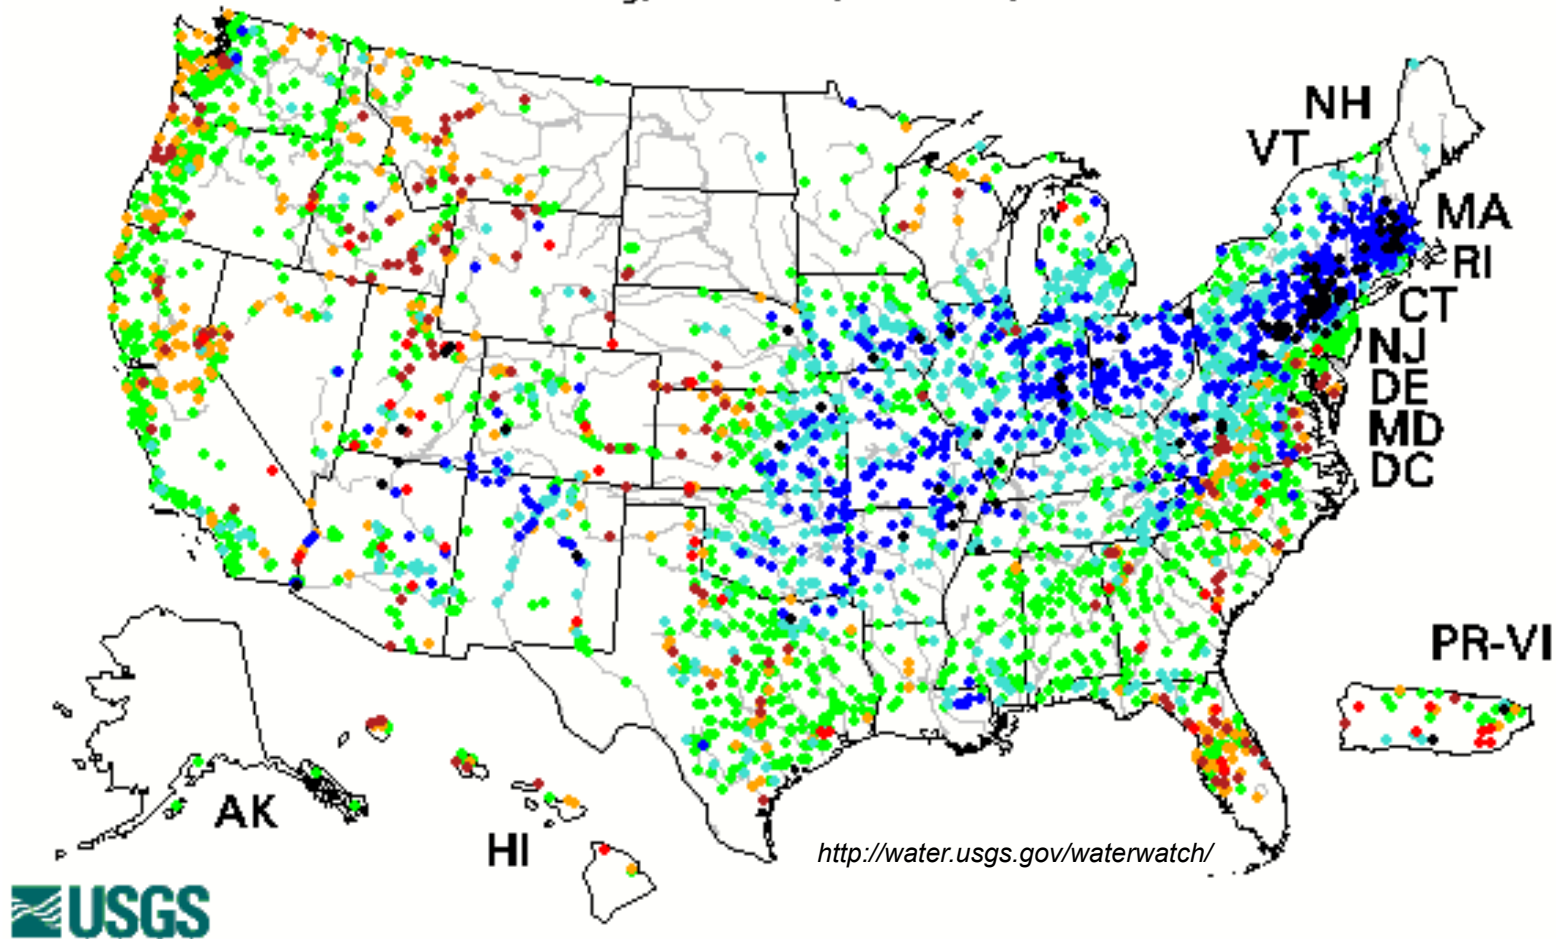 NH
VT
MA
RI
CT
NJ
DE
MD
DC
PR-VI
AK
HI
http://water.usgs.gov/waterwatch/
USGS